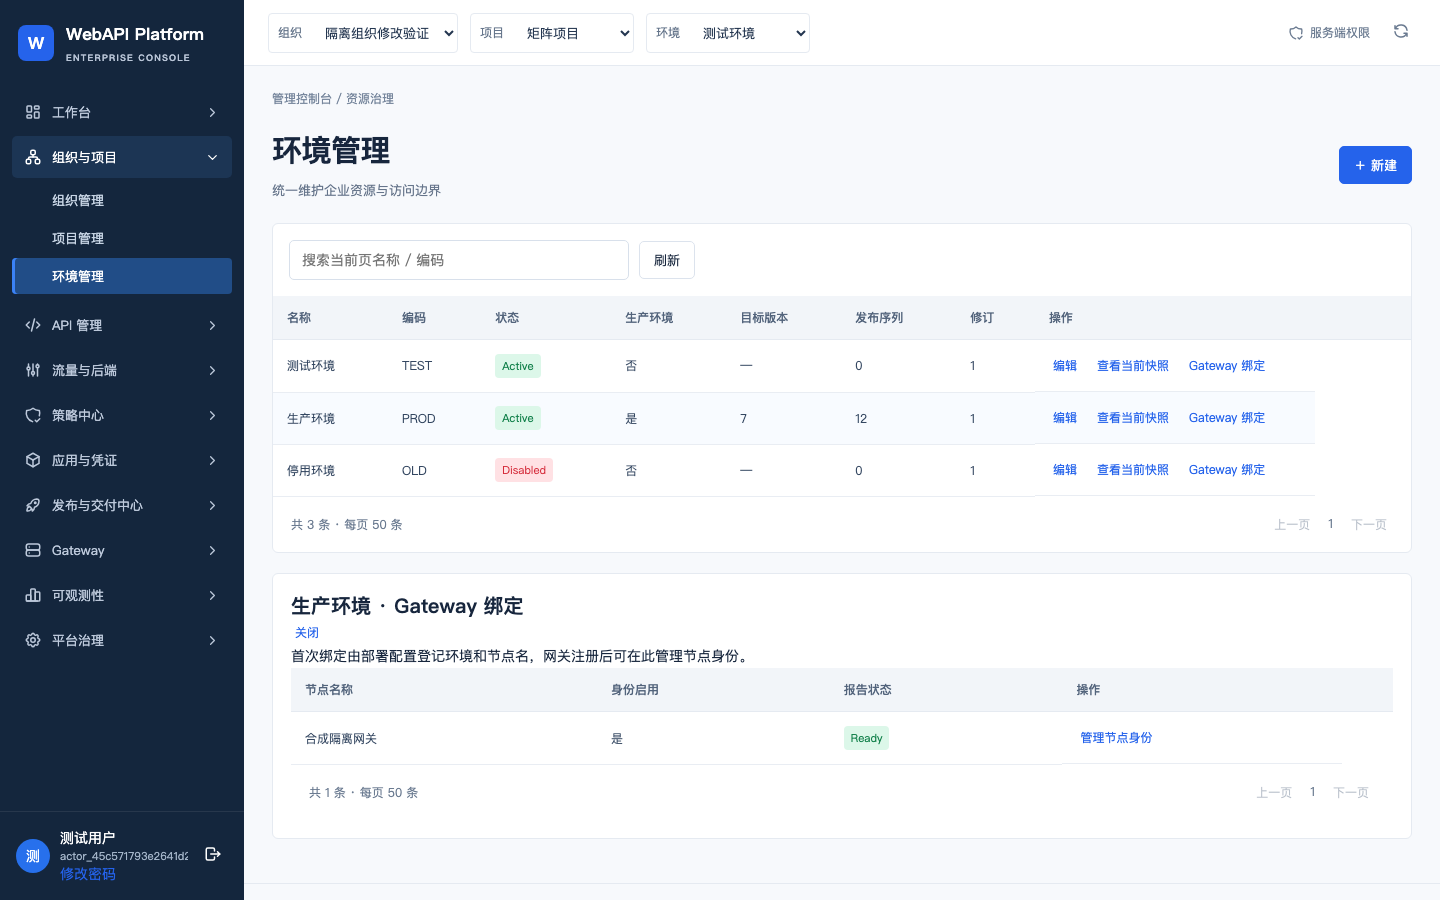 W
WebAPI Platform
ENTERPRISE CONSOLE
工作台
组织与项目
组织管理
项目管理
环境管理
API 管理
流量与后端
策略中心
应用与凭证
发布与交付中心
Gateway
可观测性
平台治理
测
测试用户
actor_45c571793e2641d2
修改密码
组织 隔离组织修改验证
项目 矩阵项目
环境 测试环境
服务端权限
管理控制台 / 资源治理
环境管理
统一维护企业资源与访问边界
+ 新建
搜索当前页名称 / 编码
刷新
名称 编码 状态 生产环境 目标版本 发布序列 修订 操作
测试环境 TEST Active 否 — 0 1 编辑 查看当前快照 Gateway 绑定
生产环境 PROD Active 是 7 12 1 编辑 查看当前快照 Gateway 绑定
停用环境 OLD Disabled 否 — 0 1 编辑 查看当前快照 Gateway 绑定
共 3 条 · 每页 50 条
上一页 1 下一页
生产环境 · Gateway 绑定
关闭
首次绑定由部署配置登记环境和节点名，网关注册后可在此管理节点身份。
节点名称 身份启用 报告状态 操作
合成隔离网关 是 Ready 管理节点身份
共 1 条 · 每页 50 条
上一页 1 下一页